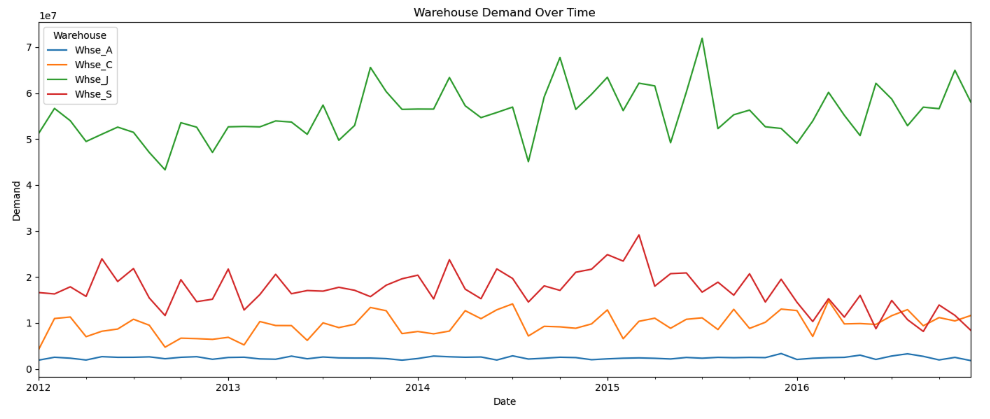 Warehouse Demand Over Time
1e7
Warehouse
Whse_A
Whse_C
Whse_J
Whse_S
7
6
5
4
3
2
1
0
Demand
2012
2013
2014
2015
2016
Date